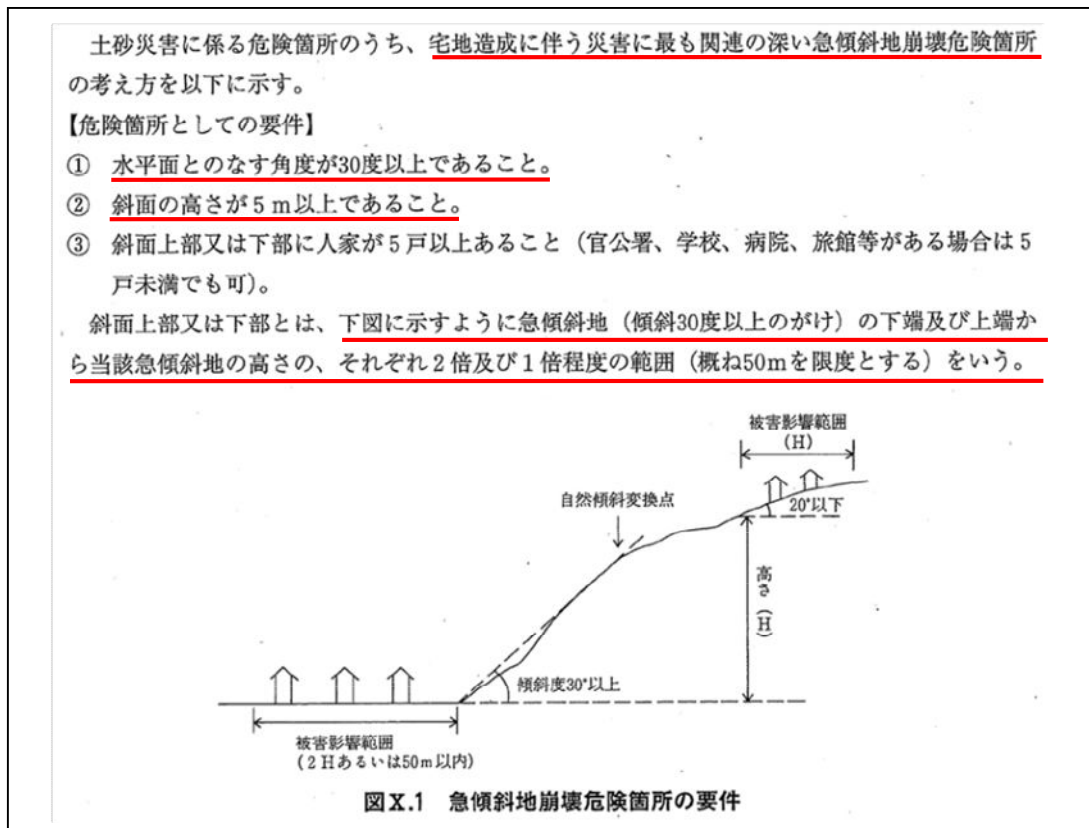 土砂災害に係る危険箇所のうち、宅地造成に伴う災害に最も関連の深い急傾斜地崩壊危険箇所
の考え方を以下に示す。
【危険箇所としての要件】
① 水平面とのなす角度が30度以上であること。
② 斜面の高さが5m以上であること。
③ 斜面上部又は下部に人家が5戸以上あること（官公署、学校、病院、旅館等がある場合は5
戸未満でも可）。
斜面上部又は下部とは、下図に示すように急傾斜地（傾斜30度以上のがけ）の下端及び上端か
ら当該急傾斜地の高さの、それぞれ2倍及び1倍程度の範囲（概ね50mを限度とする）をいう。
被害影響範囲
（H）
自然傾斜変換点
20°以下
高さ（H）
傾斜度30°以上
被害影響範囲
（2Hあるいは50m以内）
図X.1 急傾斜地崩壊危険箇所の要件